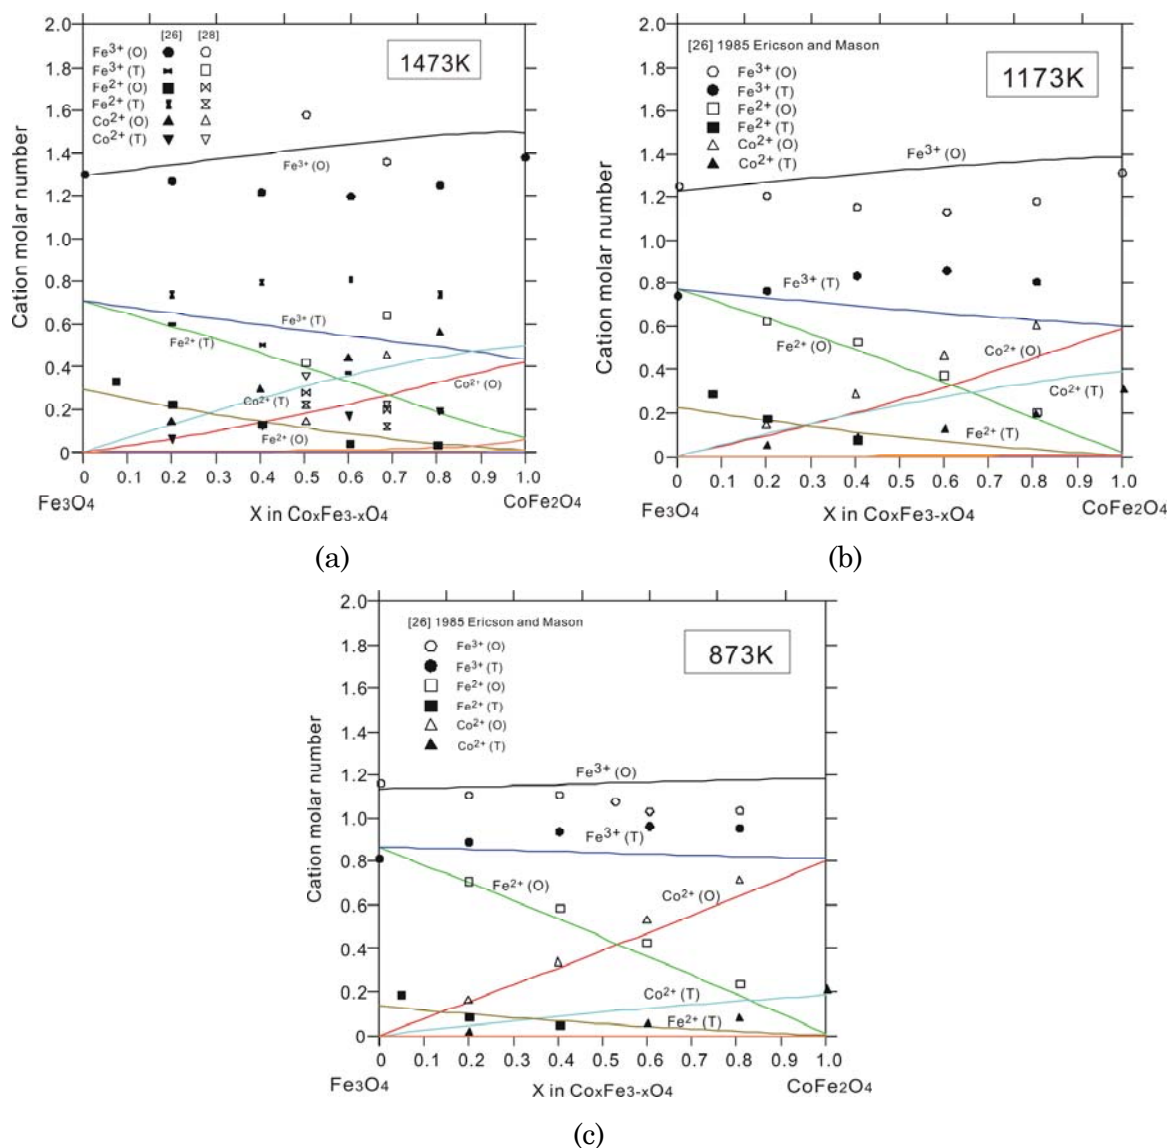 2.0
1.8
1.6
1.4
1.2
1.0
0.8
0.6
0.4
0.2
0
Cation molar number
[26] [28]
Fe3+ (O)
Fe3+ (T)
Fe2+ (O)
Fe2+ (T)
Co2+ (O)
Co2+ (T)
1473K
Fe3+ (O)
Fe3+ (T)
Fe2+ (T)
Co2+ (O)
Co2+ (T)
Fe2+ (O)
0 0.1 0.2 0.3 0.4 0.5 0.6 0.7 0.8 0.9 1.0
Fe3O4 X in CoxFe3-xO4 CoFe2O4
(a)
2.0
1.8
1.6
1.4
1.2
1.0
0.8
0.6
0.4
0.2
0
Cation molar number
[26] 1985 Ericson and Mason
Fe3+ (O)
Fe3+ (T)
Fe2+ (O)
Fe2+ (T)
Co2+ (O)
Co2+ (T)
1173K
Fe3+ (O)
Fe3+ (T)
Fe2+ (O)
Co2+ (O)
Co2+ (T)
Fe2+ (T)
0 0.1 0.2 0.3 0.4 0.5 0.6 0.7 0.8 0.9 1.0
Fe3O4 X in CoxFe3-xO4 CoFe2O4
(b)
2.0
1.8
1.6
1.4
1.2
1.0
0.8
0.6
0.4
0.2
0
Cation molar number
[26] 1985 Ericson and Mason
Fe3+ (O)
Fe3+ (T)
Fe2+ (O)
Fe2+ (T)
Co2+ (O)
Co2+ (T)
873K
Fe3+ (O)
Fe3+ (T)
Fe2+ (O)
Co2+ (O)
Co2+ (T)
Fe2+ (T)
0 0.1 0.2 0.3 0.4 0.5 0.6 0.7 0.8 0.9 1.0
Fe3O4 X in CoxFe3-xO4 CoFe2O4
(c)